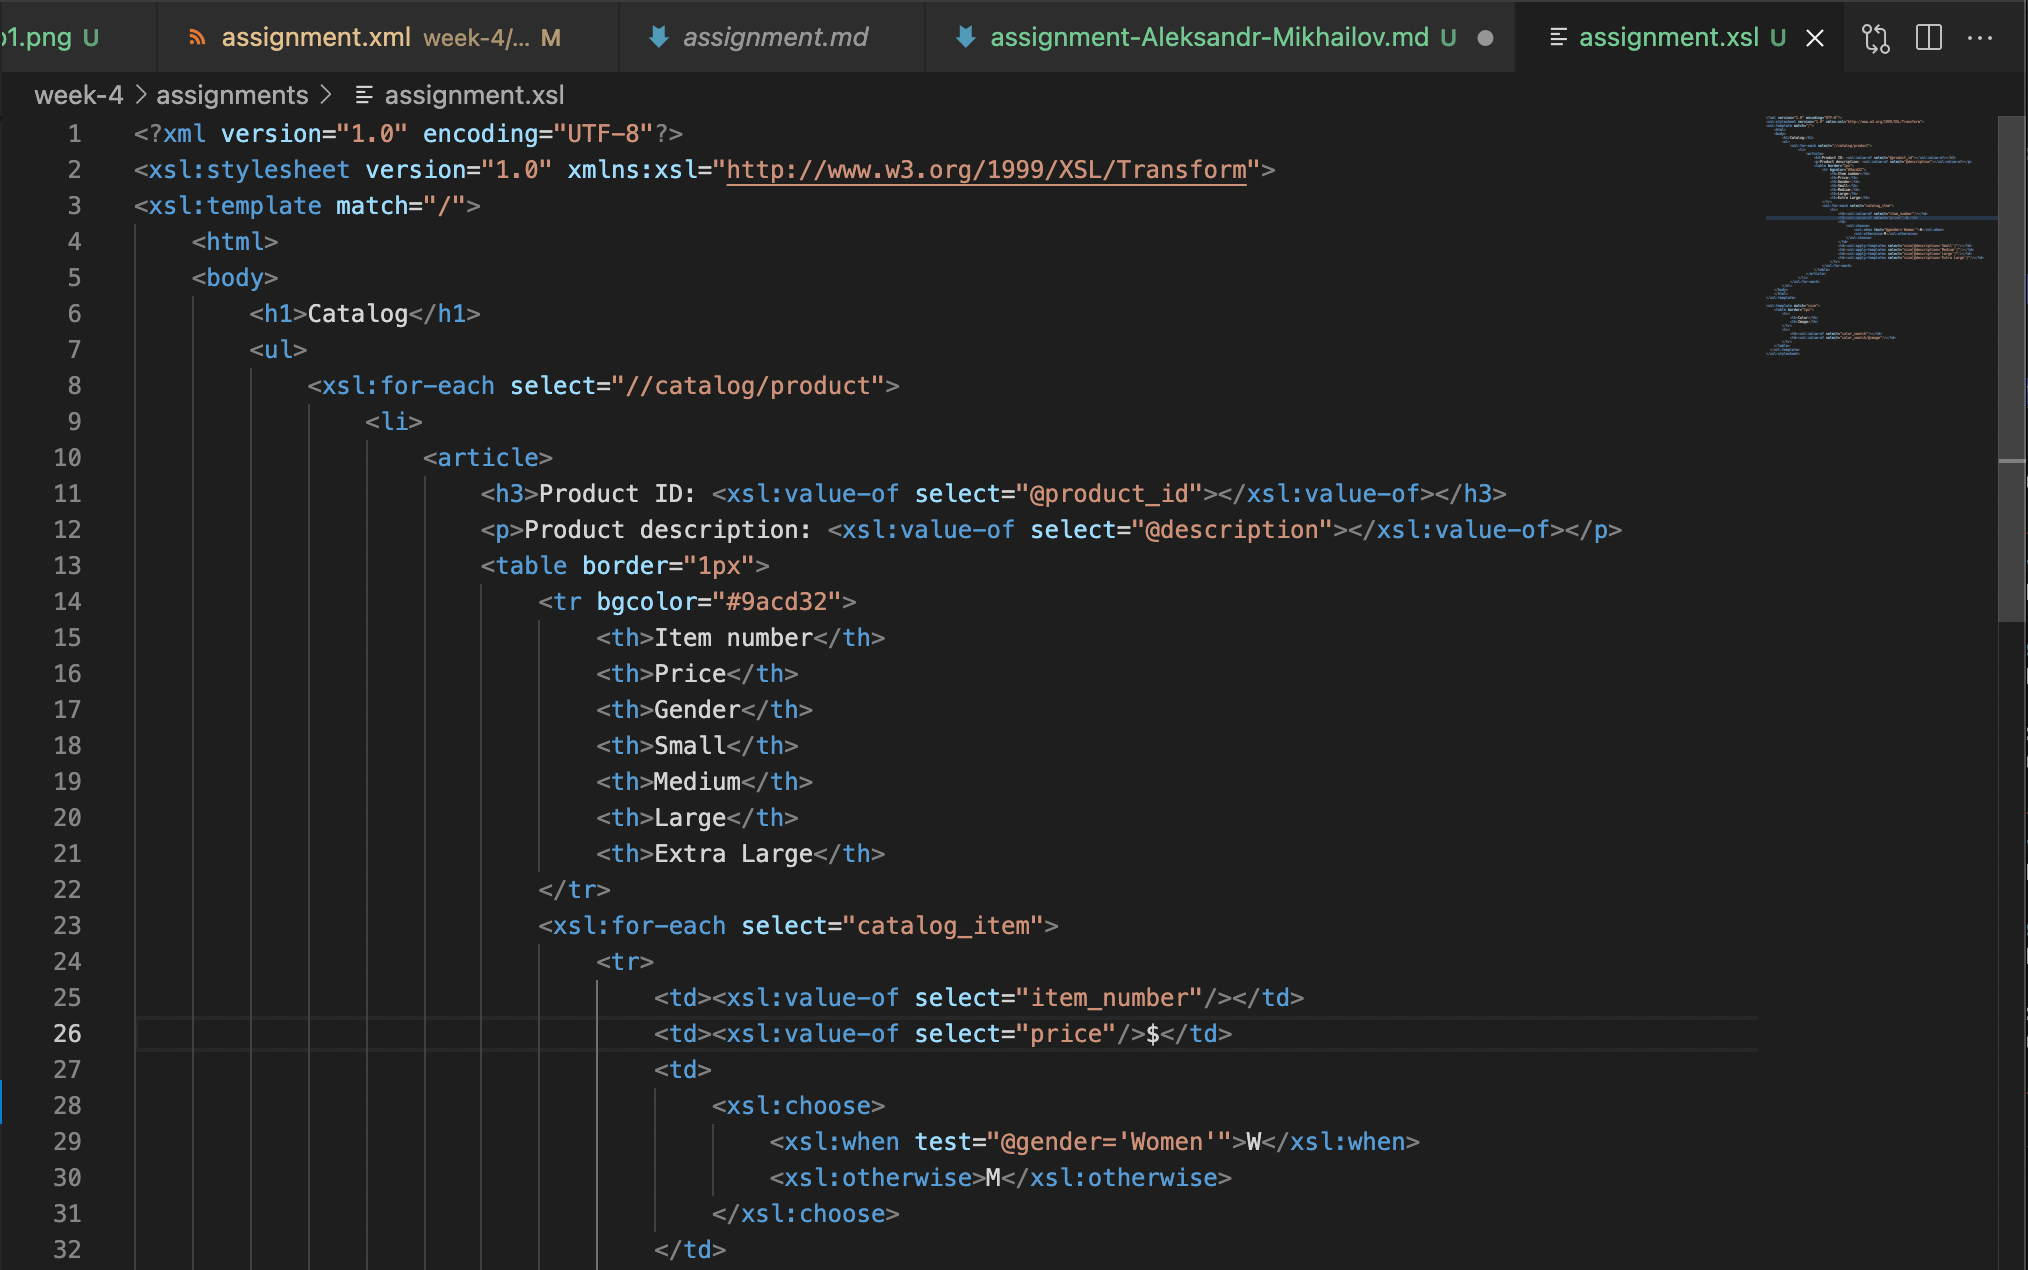 1.png U assignment.xml week-4/... M assignment.md assignment-Aleksandr-Mikhailov.md U assignment.xsl U
week-4 > assignments > assignment.xsl
1 <?xml version="1.0" encoding="UTF-8"?>
2 <xsl:stylesheet version="1.0" xmlns:xsl="http://www.w3.org/1999/XSL/Transform">
3 <xsl:template match="/">
4 <html>
5 <body>
6 <h1>Catalog</h1>
7 <ul>
8 <xsl:for-each select="//catalog/product">
9 <li>
10 <article>
11 <h3>Product ID: <xsl:value-of select="@product_id"></xsl:value-of></h3>
12 <p>Product description: <xsl:value-of select="@description"></xsl:value-of></p>
13 <table border="1px">
14 <tr bgcolor="#9acd32">
15 <th>Item number</th>
16 <th>Price</th>
17 <th>Gender</th>
18 <th>Small</th>
19 <th>Medium</th>
20 <th>Large</th>
21 <th>Extra Large</th>
22 </tr>
23 <xsl:for-each select="catalog_item">
24 <tr>
25 <td><xsl:value-of select="item_number"/></td>
26 <td><xsl:value-of select="price"/>$</td>
27 <td>
28 <xsl:choose>
29 <xsl:when test="@gender='Women'">W</xsl:when>
30 <xsl:otherwise>M</xsl:otherwise>
31 </xsl:choose>
32 </td>